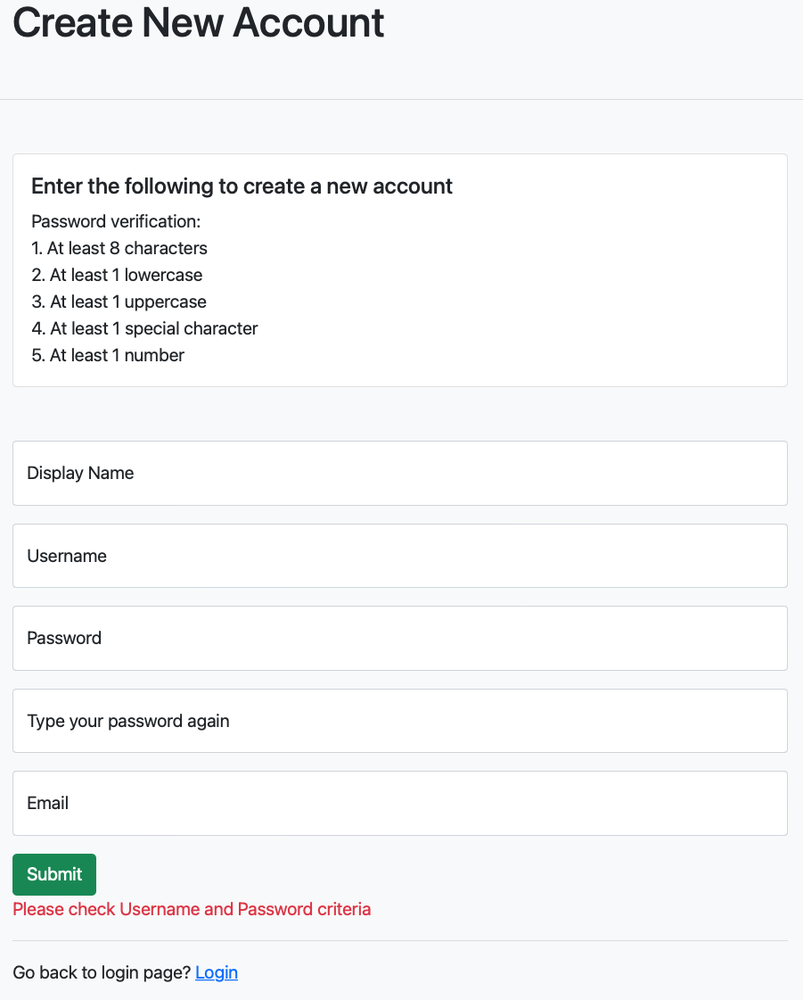 Create New Account
Enter the following to create a new account
Password verification:
1. At least 8 characters
2. At least 1 lowercase
3. At least 1 uppercase
4. At least 1 special character
5. At least 1 number
Display Name
Username
Password
Type your password again
Email
Submit
Please check Username and Password criteria
Go back to login page? Login